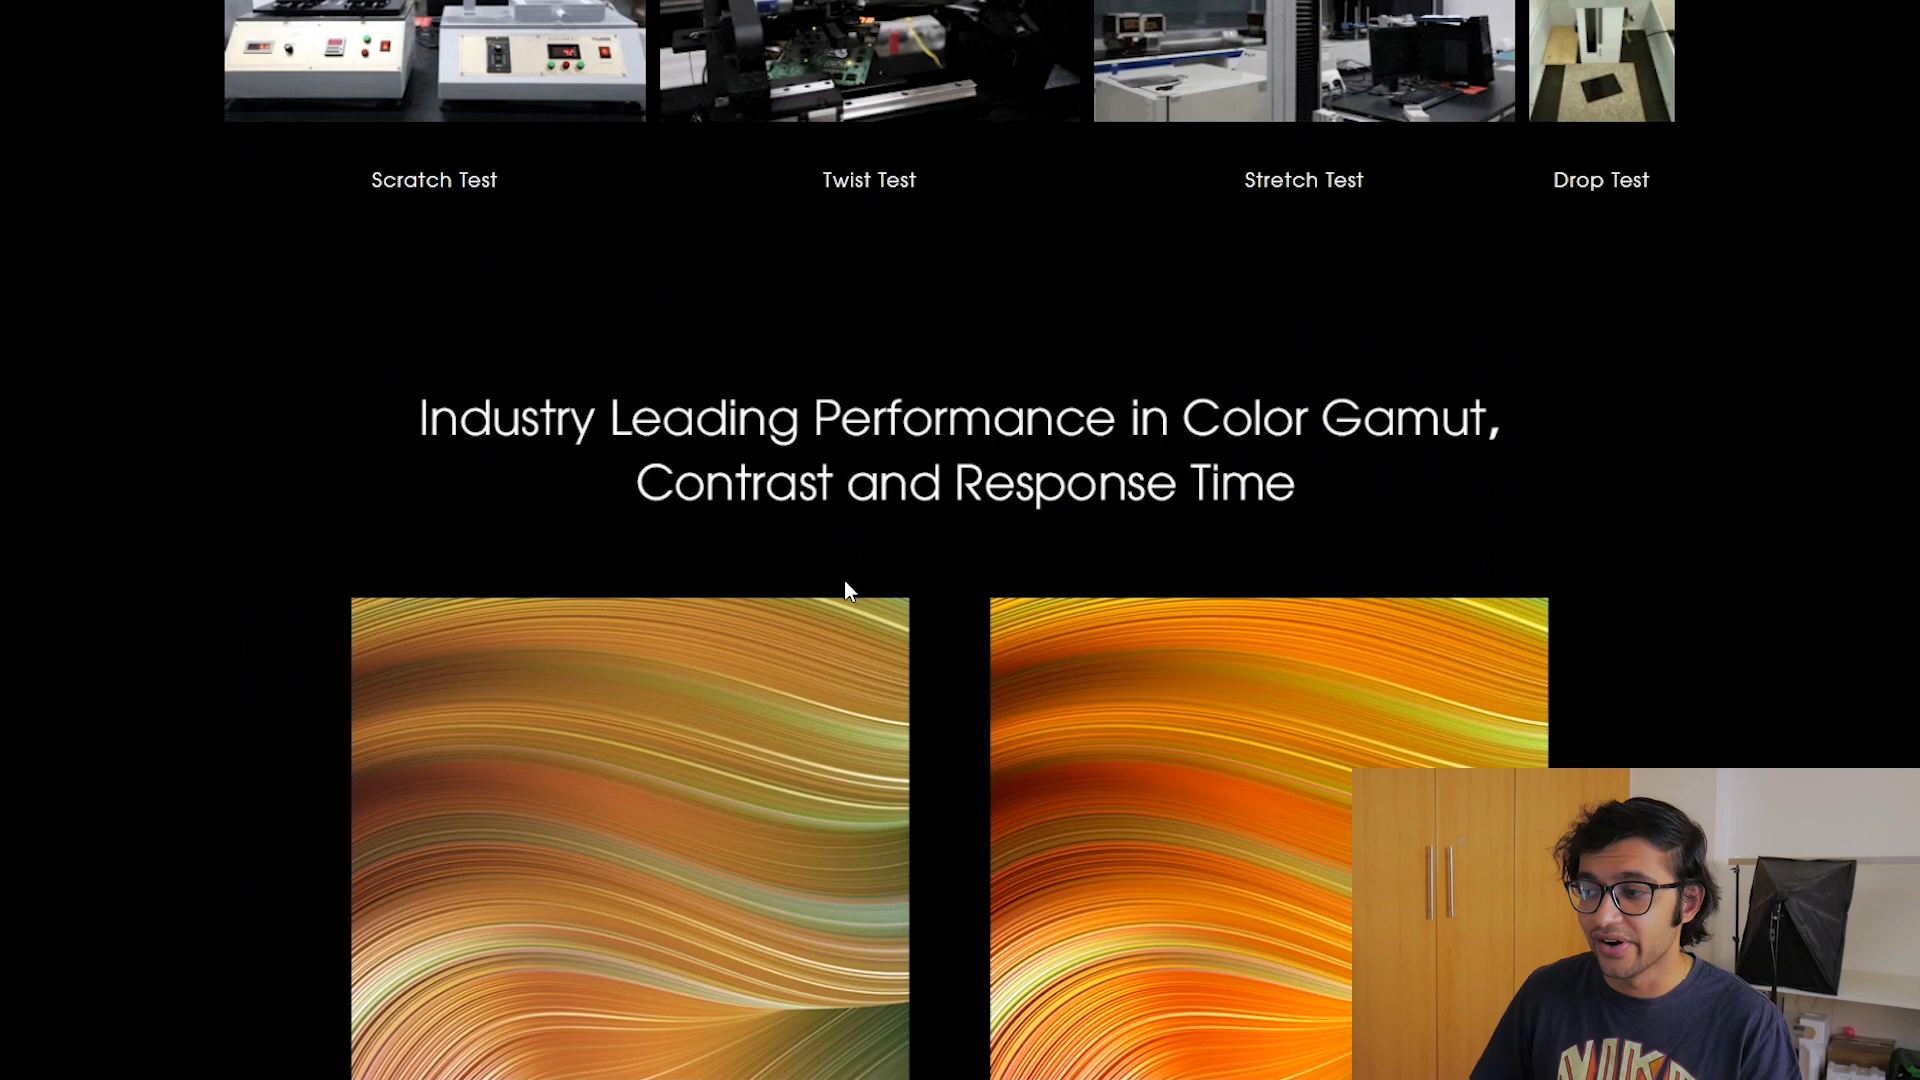 Scratch Test
Twist Test
Stretch Test
Drop Test
Industry Leading Performance in Color Gamut,
Contrast and Response Time